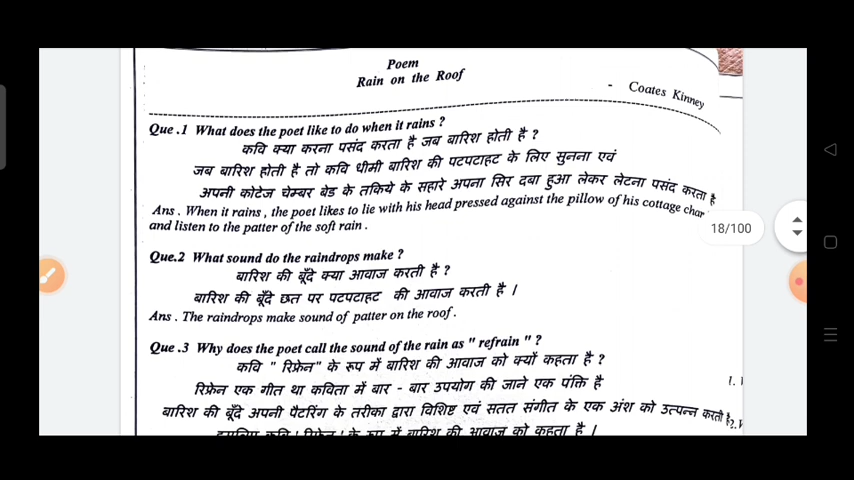 Poem
Rain on the Roof
- Coates Kinney
Que .1 What does the poet like to do when it rains ?
कवि क्या करना पसंद करता है जब बारिश होती है ?
जब बारिश होती है तो कवि धीमी बारिश की पटपटाहट के लिए सुनना एवं
अपनी कोटेज चेम्बर बेड के तकिये के सहारे अपना सिर दबा हुआ लेकर लेटना पसंद करता है
Ans . When it rains , the poet likes to lie with his head pressed against the pillow of his cottage
and listen to the patter of the soft rain .
18/100
Que.2 What sound do the raindrops make ?
बारिश की बूँदे क्या आवाज करती है ?
बारिश की बूँदे छत पर पटपटाहट की आवाज करती है ।
Ans . The raindrops make sound of patter on the roof .
Que .3 Why does the poet call the sound of the rain as " refrain " ?
कवि " रिफ्रेन" के रूप में बारिश की आवाज को क्यों कहता है ?
रिफ्रेन एक गीत था कविता में बार - बार उपयोग की जाने एक पंक्ति है
बारिश की बूँदे अपनी पैटरिंग के तरीका द्वारा विशिष्ट एवं सतत संगीत के एक अंश को उत्पन्न करती है
के रूप में बारिश की आवाज को कहता है ।